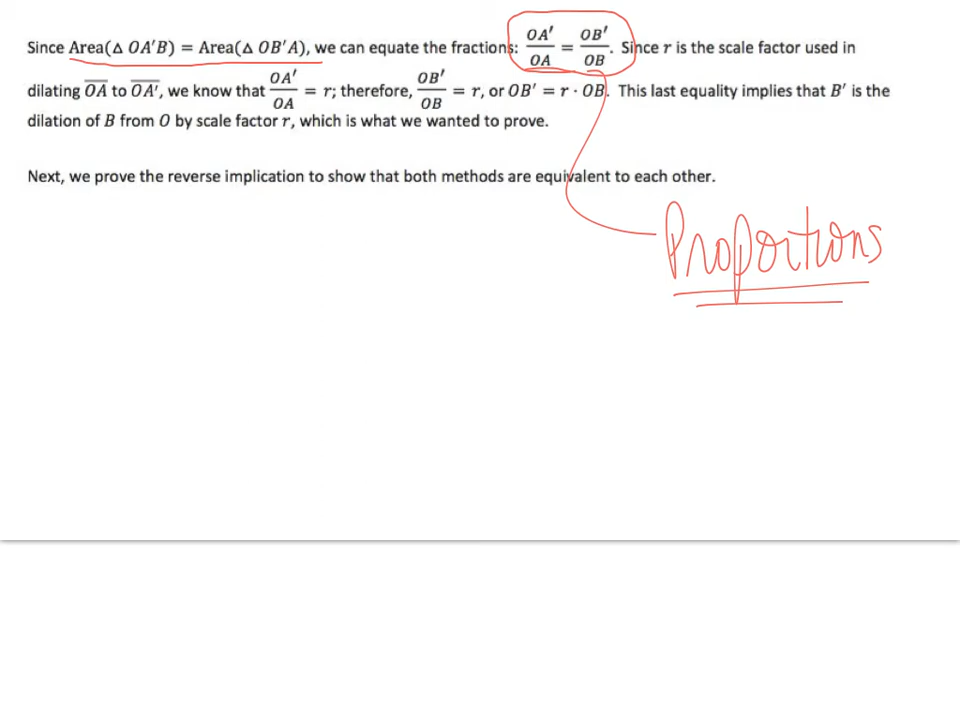 Since Area(△ OA′B) = Area(△ OB′A), we can equate the fractions: OA′/OA = OB′/OB. Since r is the scale factor used in
dilating O̅A̅ to O̅A̅′̅, we know that OA′/OA = r; therefore, OB′/OB = r, or OB′ = r · OB. This last equality implies that B′ is the
dilation of B from O by scale factor r, which is what we wanted to prove.
Next, we prove the reverse implication to show that both methods are equivalent to each other.
Proportions